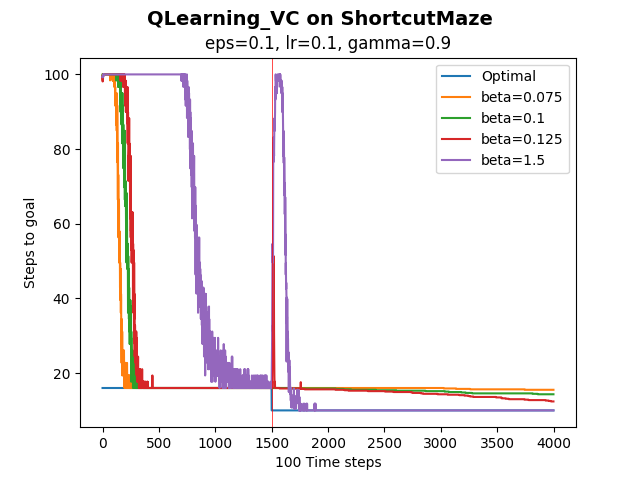 QLearning_VC on ShortcutMaze
eps=0.1, lr=0.1, gamma=0.9
Steps to goal
100
80
60
40
20
Optimal
beta=0.075
beta=0.1
beta=0.125
beta=1.5
0 500 1000 1500 2000 2500 3000 3500 4000
100 Time steps